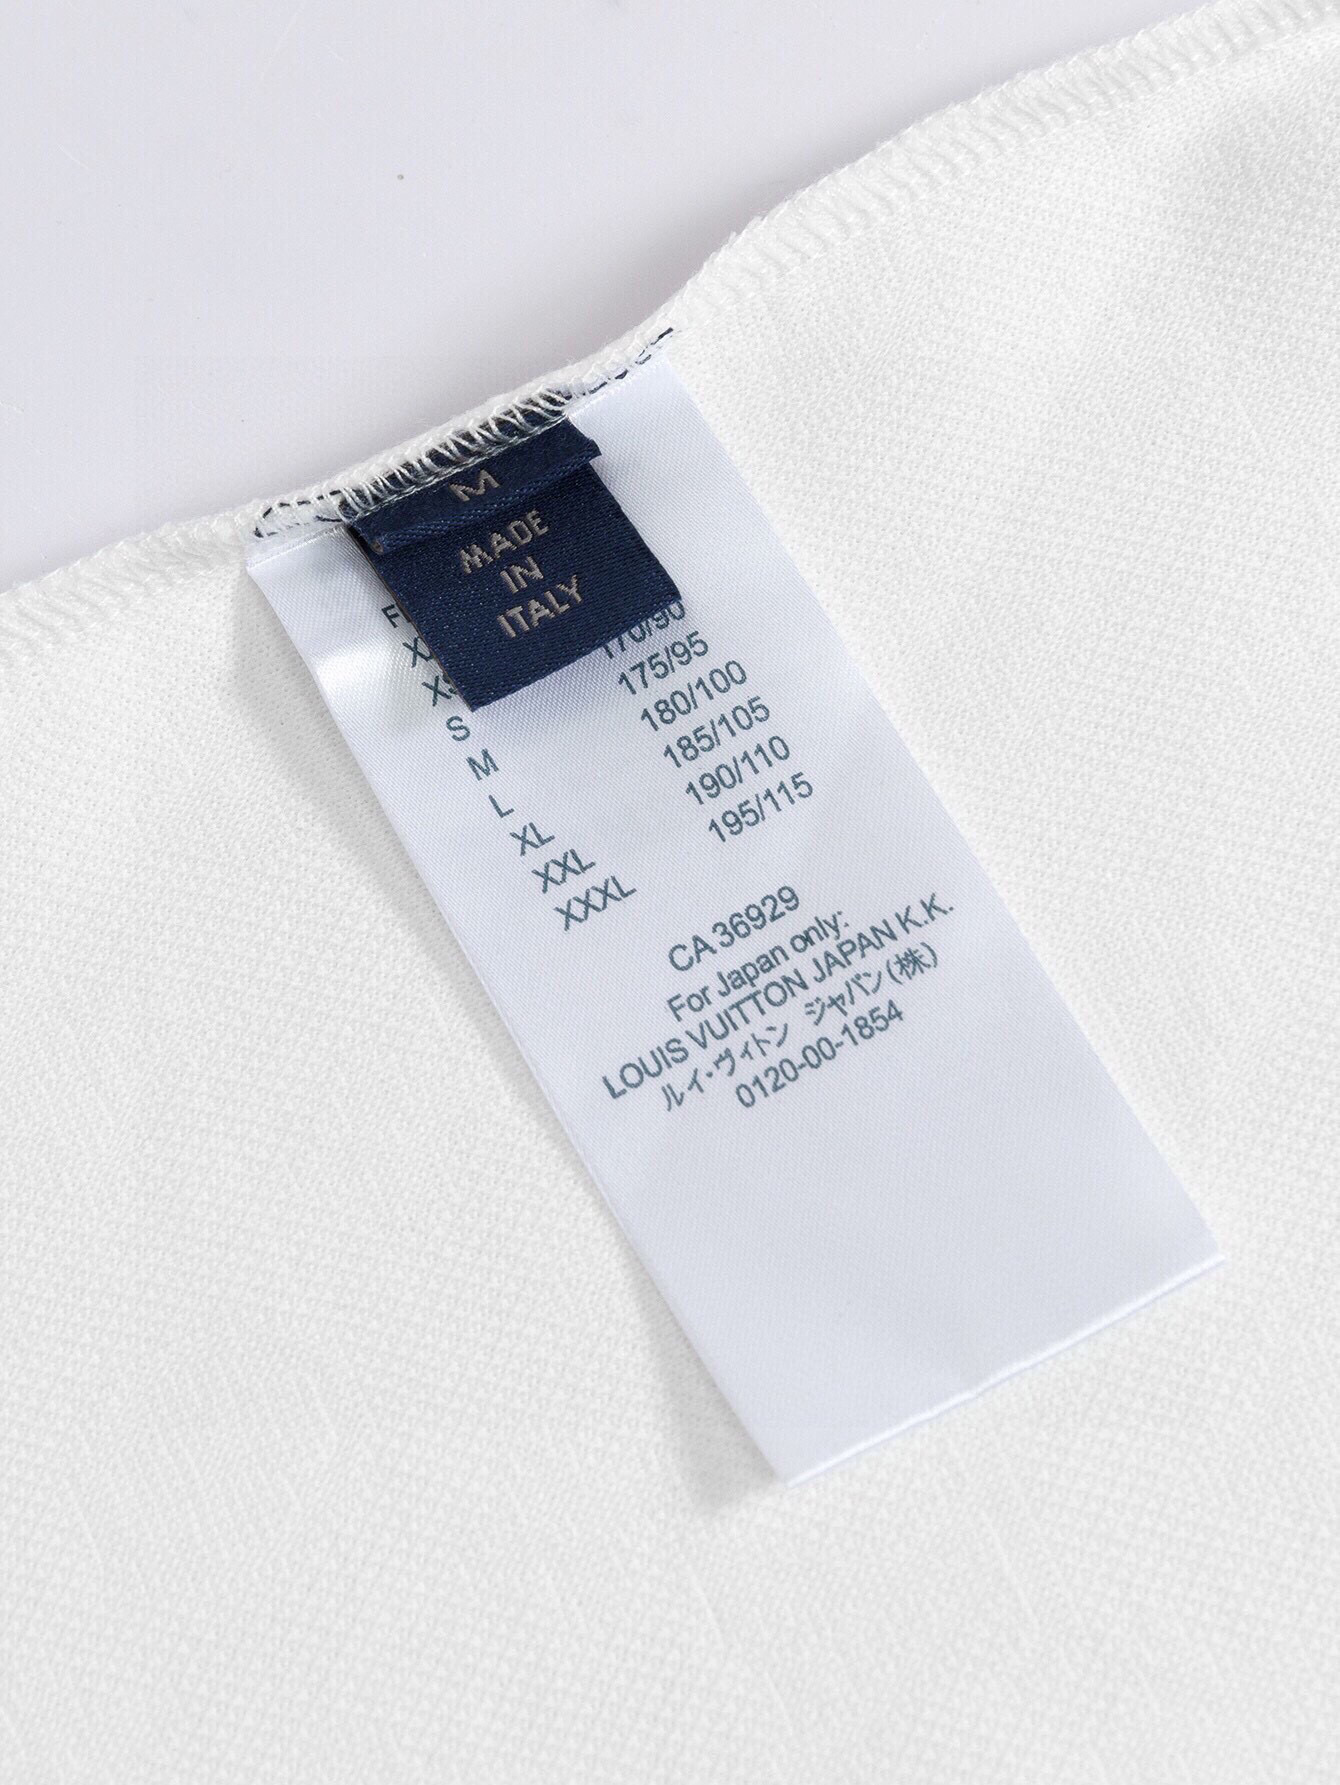 M
MADE
IN
ITALY
170/90
175/95
S 180/100
M 185/105
L 190/110
XL 195/115
XXL
XXXL
CA 36929
For Japan only:
LOUIS VUITTON JAPAN K.K.
ルイ・ヴィトン ジャパン(株)
0120-00-1854